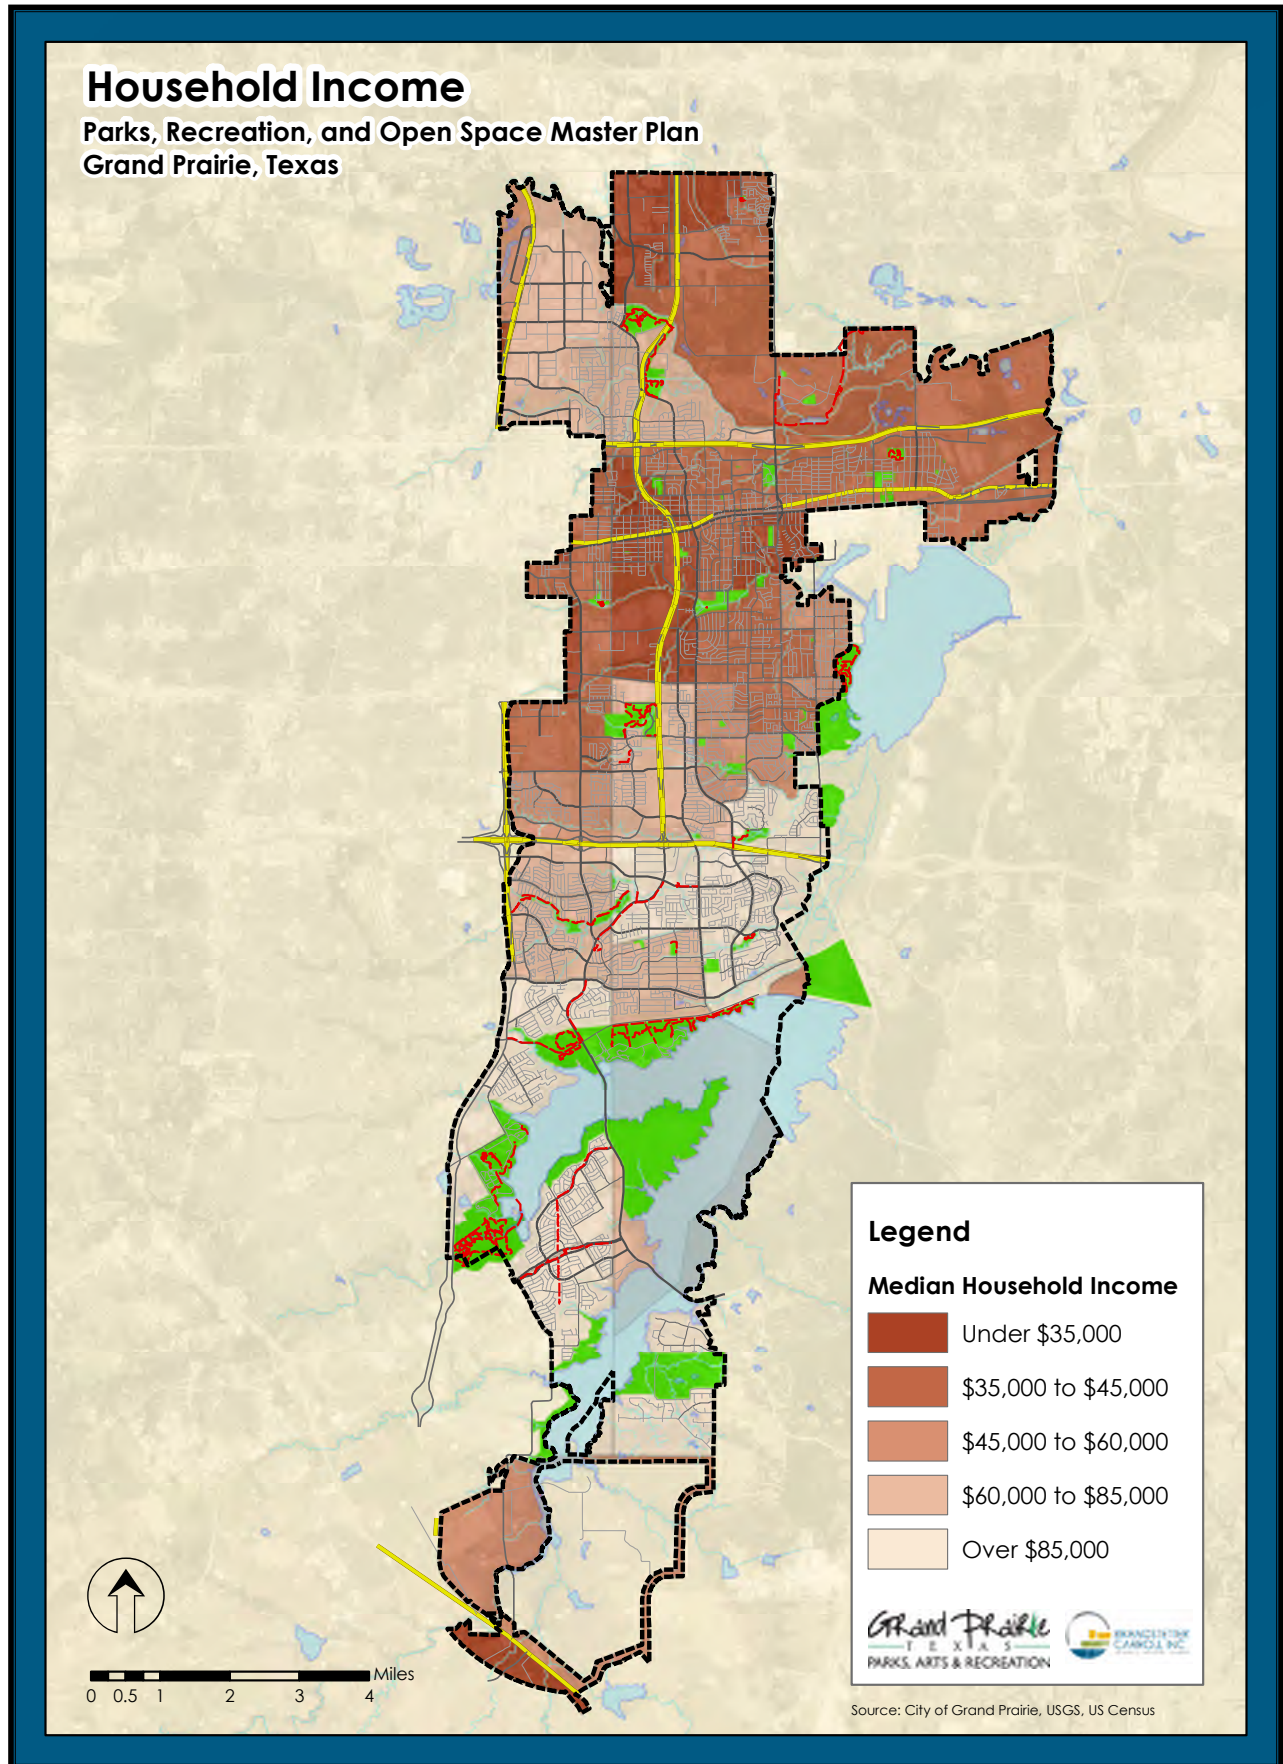 Household Income
Parks, Recreation, and Open Space Master Plan
Grand Prairie, Texas
Legend
Median Household Income
Under $35,000
$35,000 to $45,000
$45,000 to $60,000
$60,000 to $85,000
Over $85,000
Grand Prairie
TEXAS
PARKS, ARTS & RECREATION
BRANDSTETTER
CARROLL INC
Miles
0 0.5 1 2 3 4
Source: City of Grand Prairie, USGS, US Census